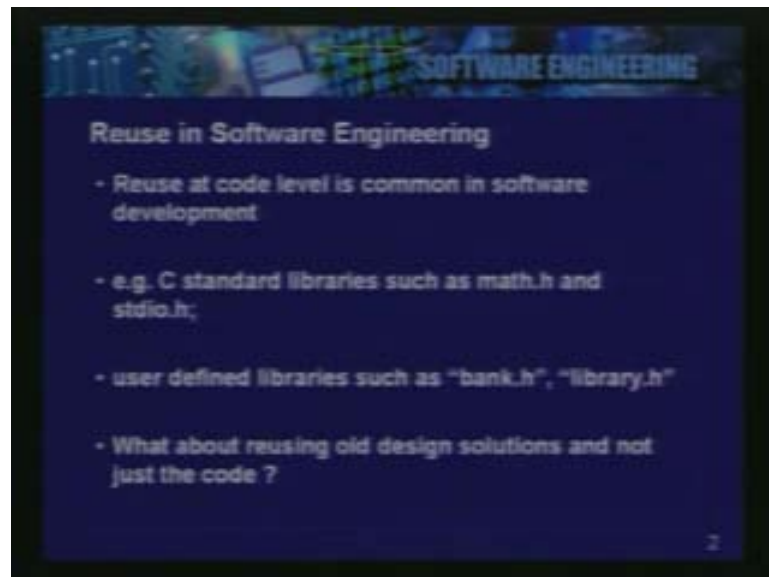 SOFTWARE ENGINEERING
Reuse in Software Engineering
- Reuse at code level is common in software
development
- e.g. C standard libraries such as math.h and
stdio.h;
- user defined libraries such as "bank.h", "library.h"
- What about reusing old design solutions and not
just the code ?
2